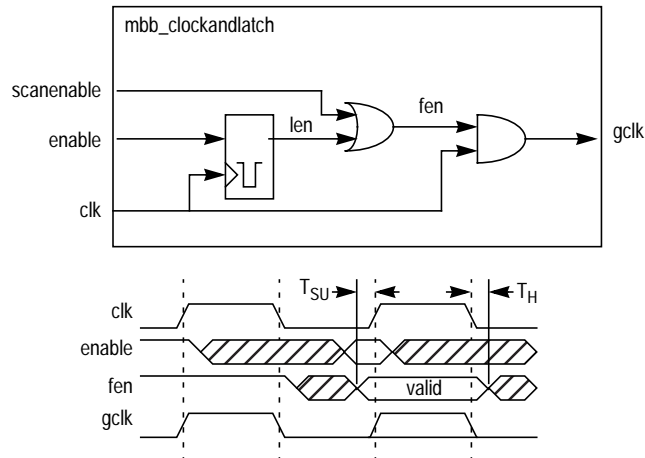 mbb_clockandlatch
scanenable
fen
len
gclk
enable
clk
TSU
TH
clk
enable
fen
valid
gclk